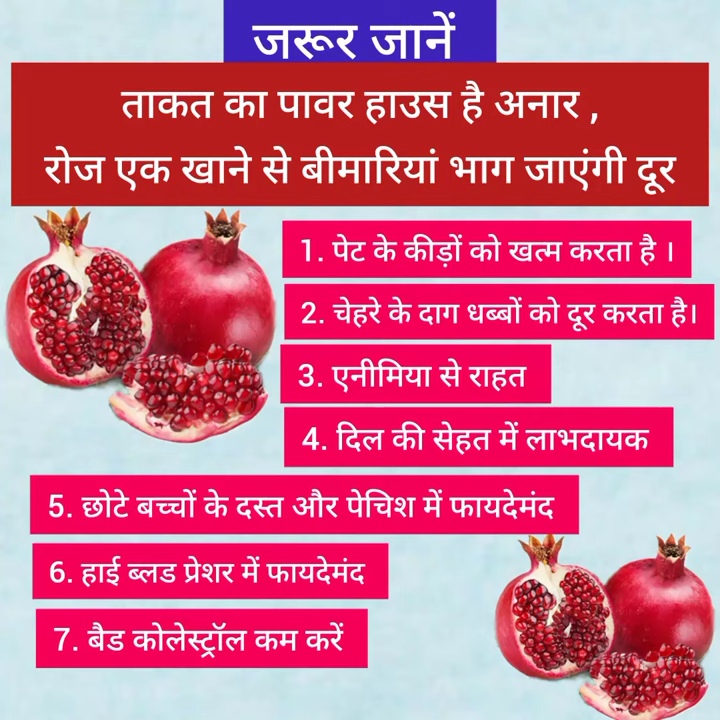 जरूर जानें
ताकत का पावर हाउस है अनार ,
रोज एक खाने से बीमारियां भाग जाएंगी दूर
1. पेट के कीड़ों को खत्म करता है ।
2. चेहरे के दाग धब्बों को दूर करता है।
3. एनीमिया से राहत
4. दिल की सेहत में लाभदायक
5. छोटे बच्चों के दस्त और पेचिश में फायदेमंद
6. हाई ब्लड प्रेशर में फायदेमंद
7. बैड कोलेस्ट्रॉल कम करें